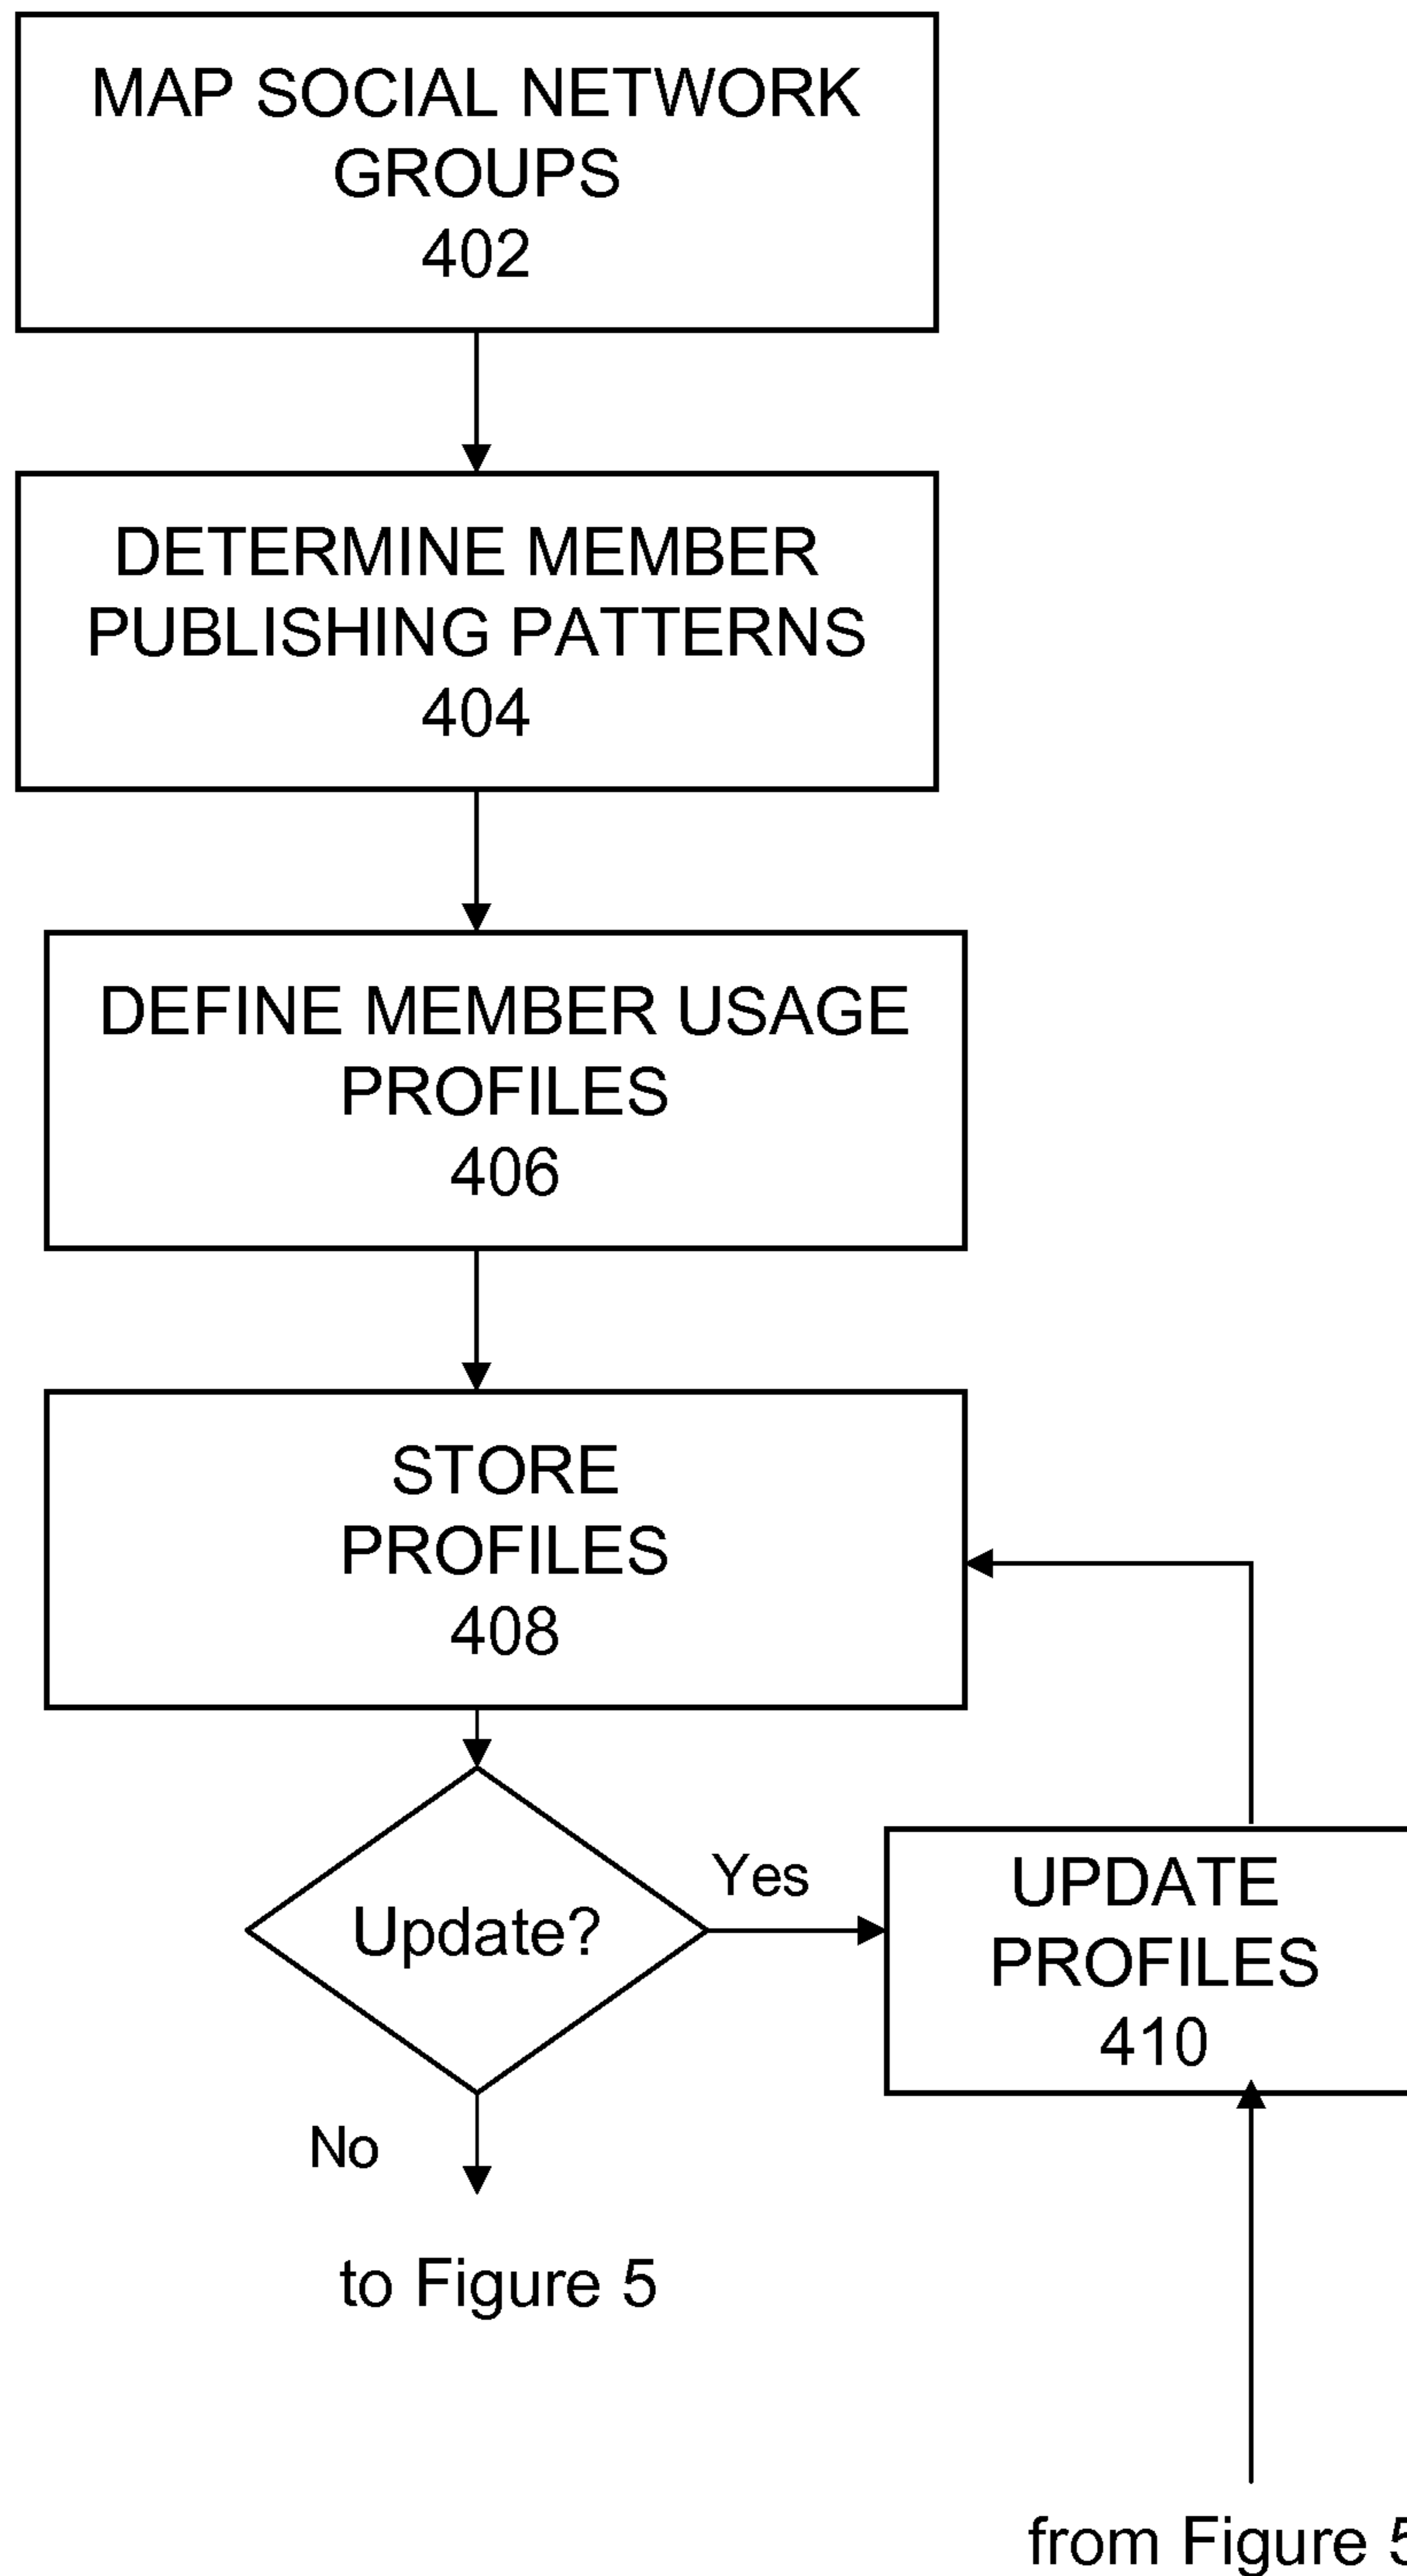 MAP SOCIAL NETWORK
GROUPS
402
DETERMINE MEMBER
PUBLISHING PATTERNS
404
DEFINE MEMBER USAGE
PROFILES
406
STORE
PROFILES
408
Update?
Yes
UPDATE
PROFILES
410
No
to Figure 5
from Figure 5